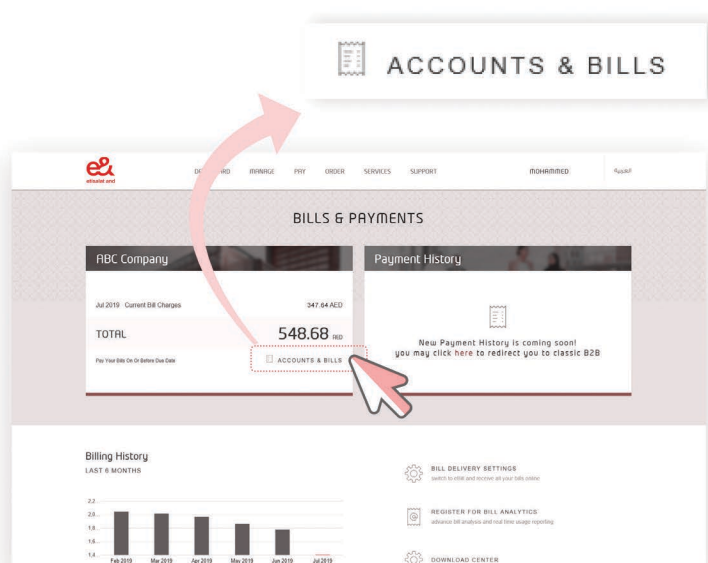 ACCOUNTS & BILLS
e&
etisalat and
MANAGE PAY ORDER SERVICES SUPPORT MOHAMMED العربية
BILLS & PAYMENTS
ABC Company
Payment History
Jul 2019 Current Bill Charges 347.64 AED
TOTAL 548.68 AED
Pay Your Bills On Or Before Due Date ACCOUNTS & BILLS
New Payment History is coming soon!
you may click here to redirect you to classic B2B
Billing History
LAST 6 MONTHS
BILL DELIVERY SETTINGS
switch to ebill and receive all your bills online
REGISTER FOR BILL ANALYTICS
advance bill analysis and real time usage reporting
DOWNLOAD CENTER
2.2...
2.0...
1.8...
1.6...
1.4...
Feb 2019 Mar 2019 Apr 2019 May 2019 Jun 2019 Jul 2019